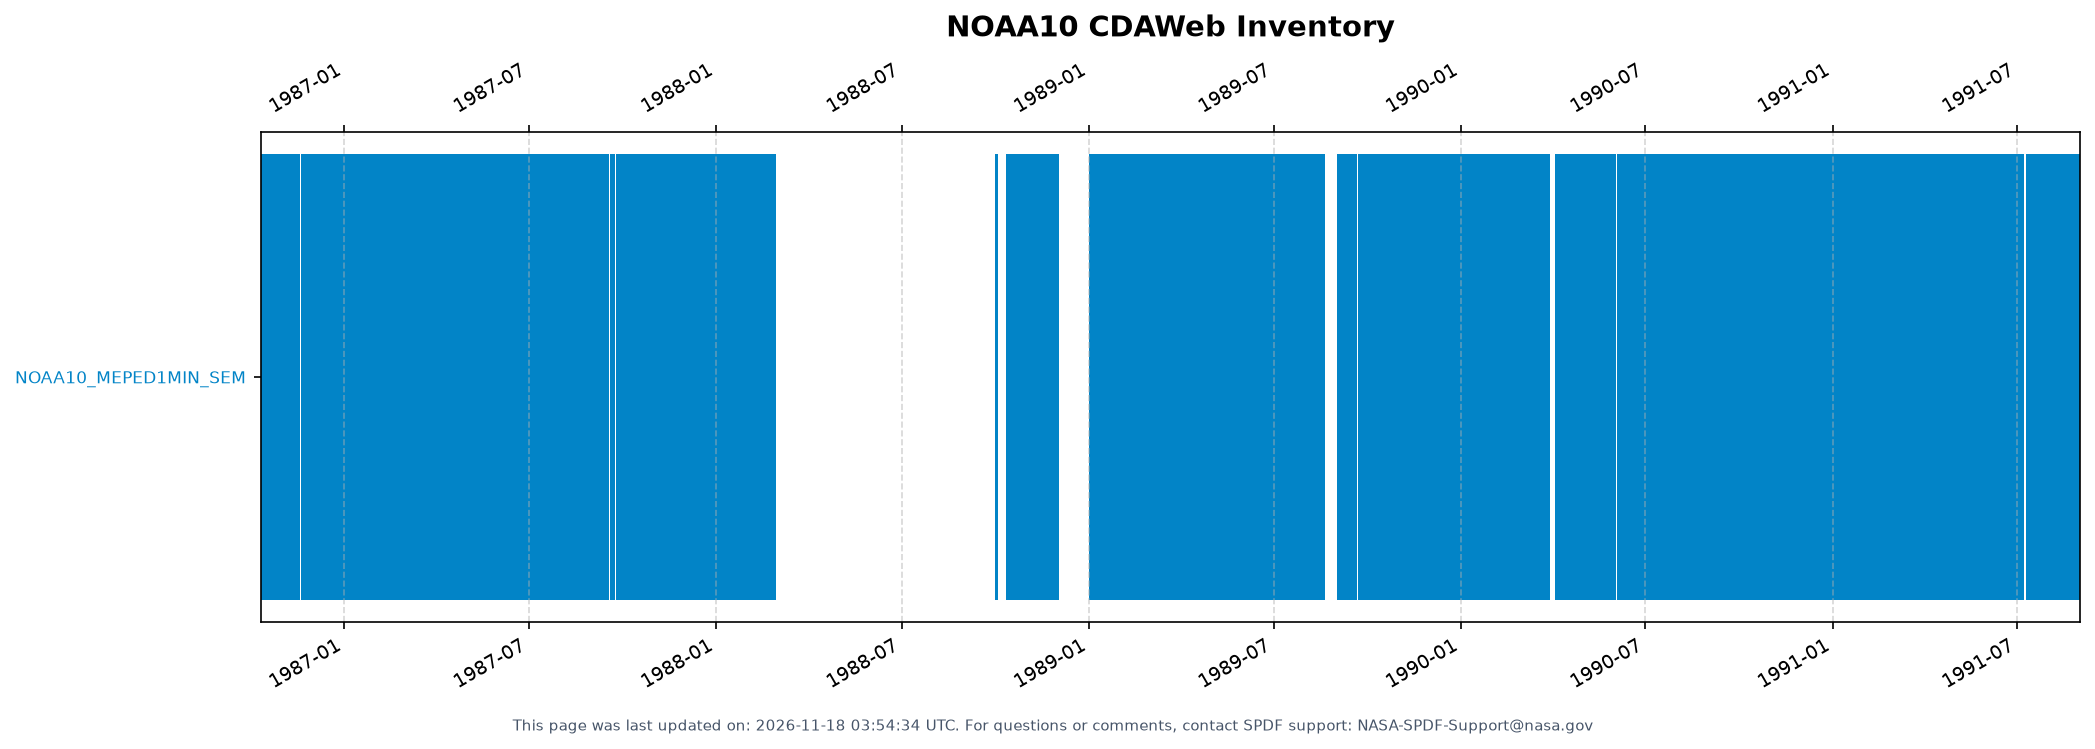 NOAA10 CDAWeb Inventory
1987-01 1987-07 1988-01 1988-07 1989-01 1989-07 1990-01 1990-07 1991-01 1991-07
NOAA10_MEPED1MIN_SEM
1987-01 1987-07 1988-01 1988-07 1989-01 1989-07 1990-01 1990-07 1991-01 1991-07
This page was last updated on: 2026-11-18 03:54:34 UTC. For questions or comments, contact SPDF support: NASA-SPDF-Support@nasa.gov